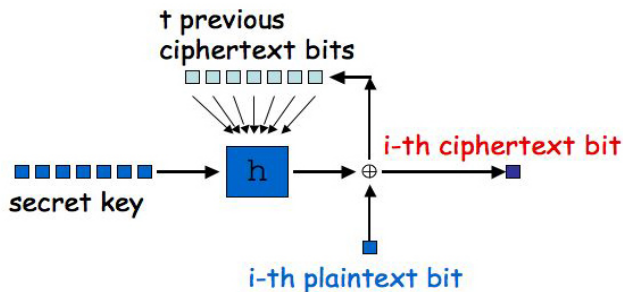 t previous
ciphertext bits
i-th ciphertext bit
h
secret key
i-th plaintext bit